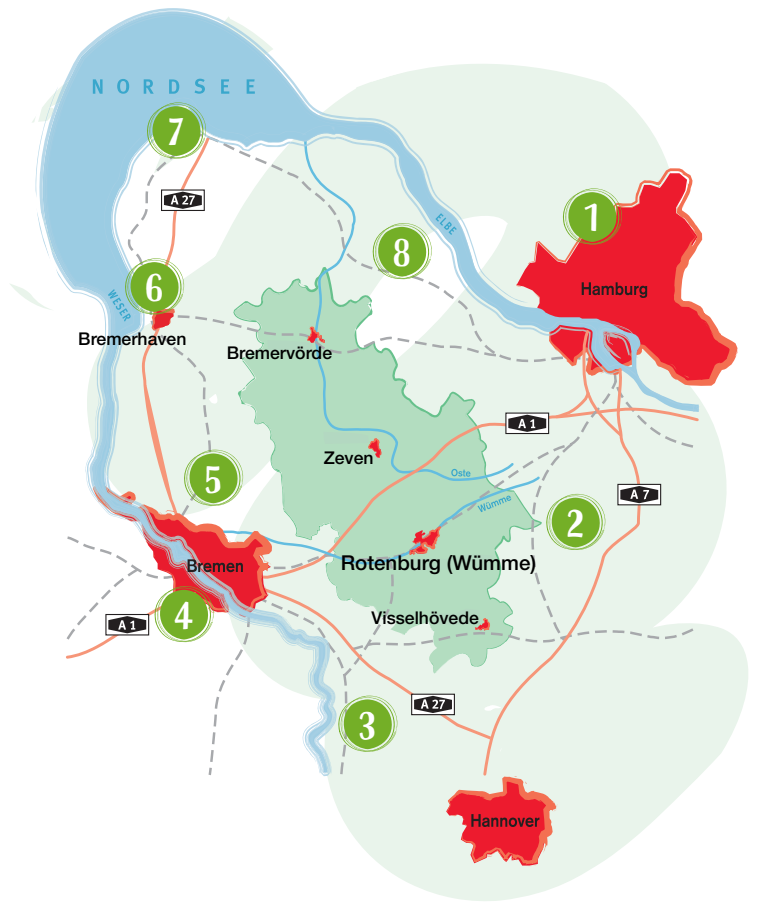 NORDSEE
7
A 27
1
ELBE
8
Hamburg
6
WESER
Bremerhaven
Bremervörde
A 1
Zeven
Oste
5
A 7
Wümme
2
Rotenburg (Wümme)
Bremen
4
A 1
Visselhövede
A 27
3
Hannover